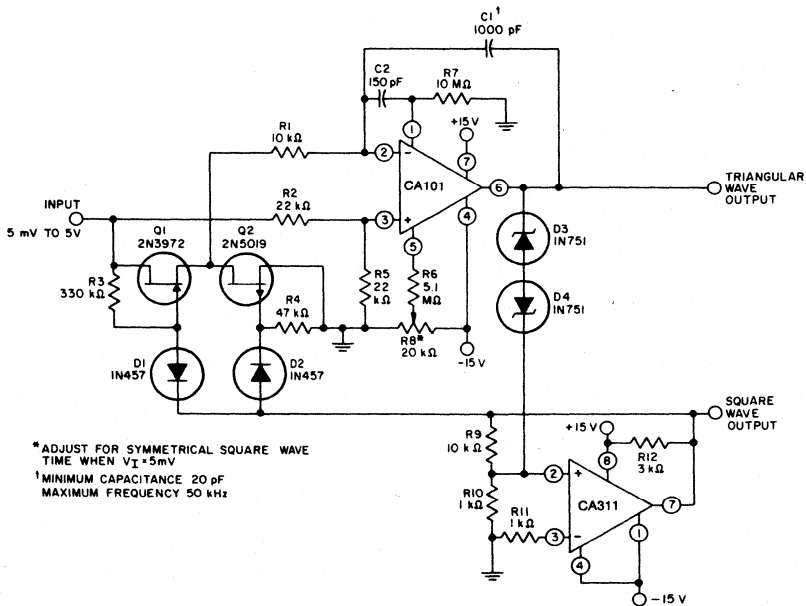 C1†
1000 pF
C2
150 pF
R7
10 MΩ
+15 V
R1
10 kΩ
1
2
−
7
CA101
6
TRIANGULAR
WAVE
OUTPUT
R2
22 kΩ
INPUT
5 mV TO 5V
3
+
4
5
Q1
2N3972
Q2
2N5019
D3
1N751
R3
330 kΩ
R5
22
kΩ
R6
5.1
MΩ
R4
47 kΩ
D4
1N751
R8*
20 kΩ
−15 V
D1
1N457
D2
1N457
SQUARE
WAVE
OUTPUT
+15 V
R9
10 kΩ
R12
3 kΩ
8
*ADJUST FOR SYMMETRICAL SQUARE WAVE
TIME WHEN VI = 5mV
†MINIMUM CAPACITANCE 20 pF
MAXIMUM FREQUENCY 50 kHz
2
+
R10
1 kΩ
R11
1 kΩ
CA311
7
3
−
1
4
−15 V